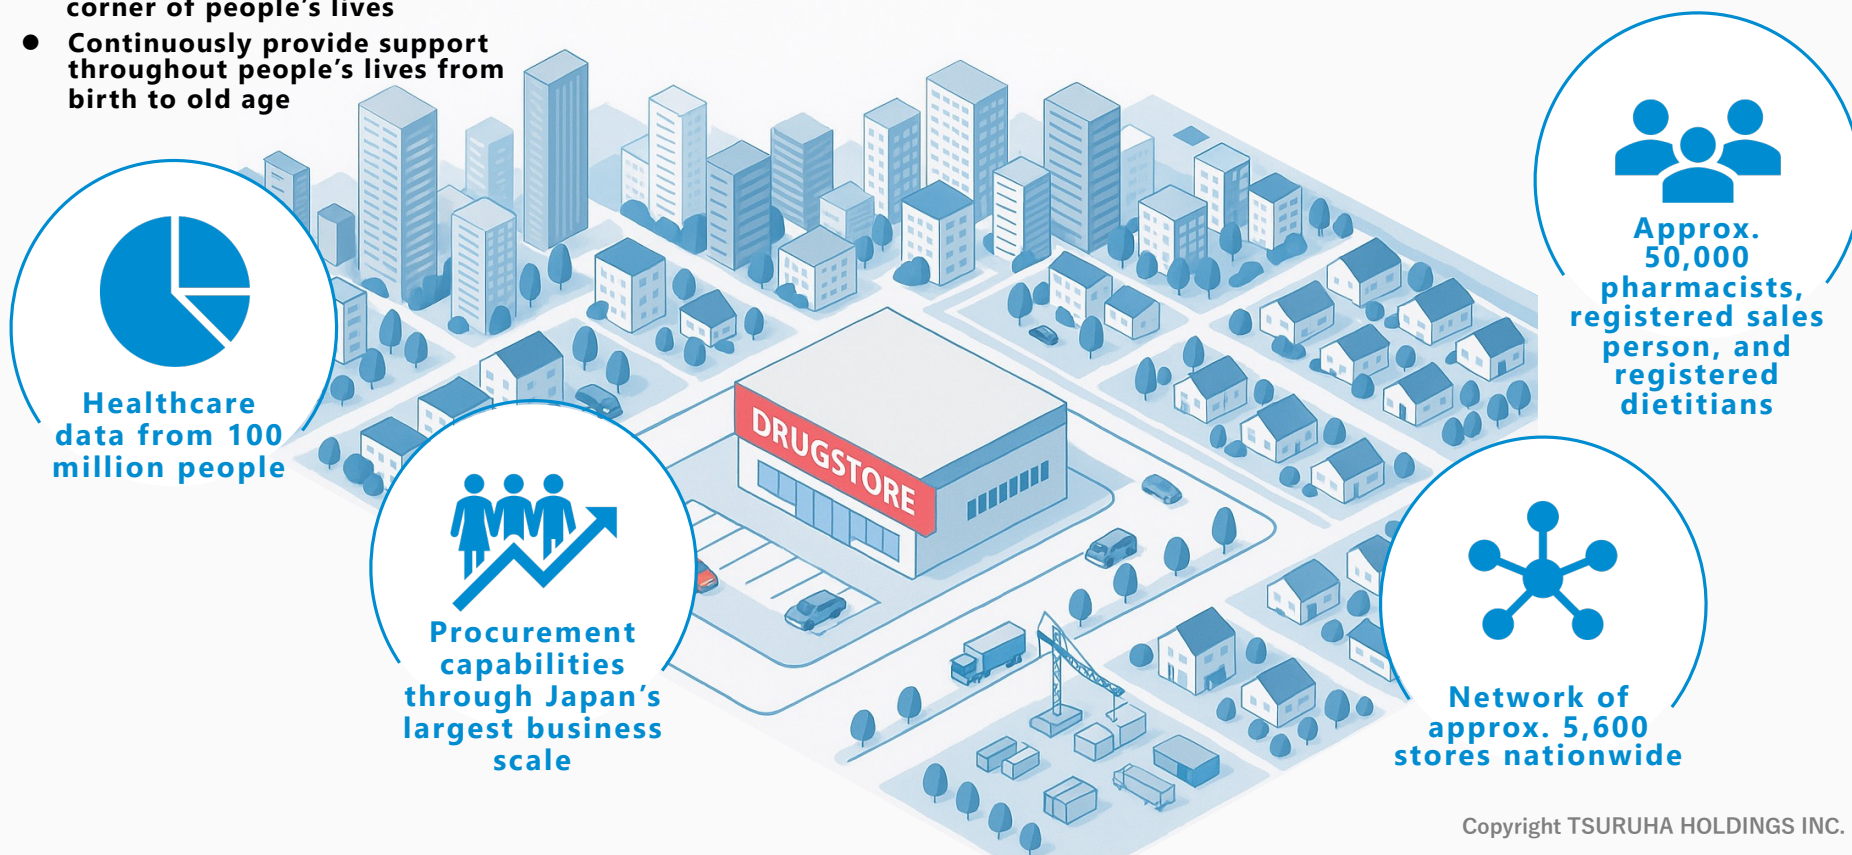 corner of people's lives
● Continuously provide support
throughout people's lives from
birth to old age
Healthcare
data from 100
million people
Procurement
capabilities
through Japan's
largest business
scale
DRUGSTORE
Approx.
50,000
pharmacists,
registered sales
person, and
registered
dietitians
Network of
approx. 5,600
stores nationwide
Copyright TSURUHA HOLDINGS INC.